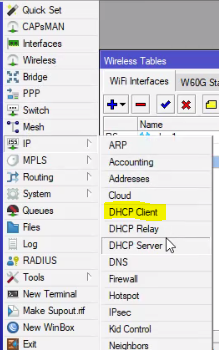 Quick Set
CAPsMAN
Interfaces
Wireless
Bridge
PPP
Switch
Mesh
IP
MPLS
Routing
System
Queues
Files
Log
RADIUS
Tools
New Terminal
Make Supout.rif
New WinBox
Exit
Wireless Tables
WiFi Interfaces
W60G Sta
Name
ARP
Accounting
Addresses
Cloud
DHCP Client
DHCP Relay
DHCP Server
DNS
Firewall
Hotspot
IPsec
Kid Control
Neighbors